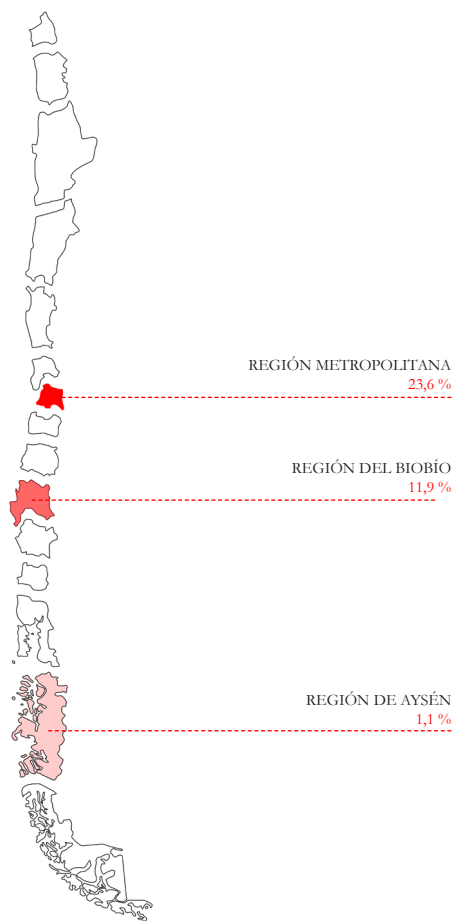 REGIÓN METROPOLITANA
23,6 %
REGIÓN DEL BIOBÍO
11,9 %
REGIÓN DE AYSÉN
1,1 %